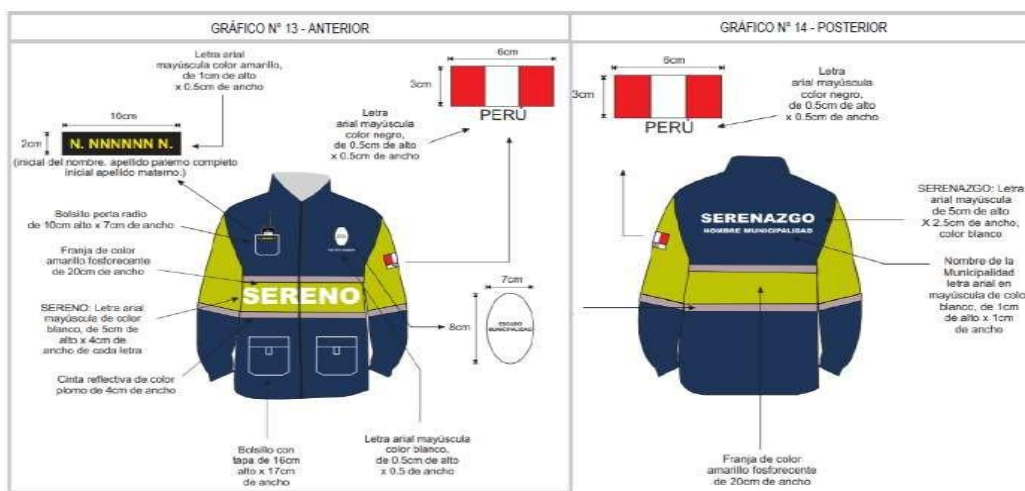 GRÁFICO N° 13 - ANTERIOR
Letra arial
mayúscula color amarillo,
de 1cm de alto
x 0.5cm de ancho
10cm
2cm
N. NNNNNN N.
(inicial del nombre, apellido paterno completo
inicial apellido materno.)
6cm
3cm
PERÚ
Letra
arial mayúscula
color negro,
de 0.5cm de alto
x 0.5cm de ancho
Bolsillo porta radio
de 10cm alto x 7cm de ancho
Franja de color
amarillo fosforecente
de 20cm de ancho
SERENO: Letra arial
mayúscula de color
blanco, de 5cm de
alto x 4cm de
ancho de cada letra
Cinta reflectiva de color
plomo de 4cm de ancho
SERENO
7cm
8cm
ESCUDO
MUNICIPALIDAD
Bolsillo con
tapa de 16cm
alto x 17cm
de ancho
Letra arial mayúscula
color blanco,
de 0.5cm de alto
x 0.5 de ancho
GRÁFICO N° 14 - POSTERIOR
6cm
3cm
PERÚ
Letra
arial mayúscula
color negro,
de 0.5cm de alto
x 0.5cm de ancho
SERENAZGO
NOMBRE MUNICIPALIDAD
SERENAZGO: Letra
arial mayúscula
de 5cm de alto
X 2.5cm de ancho,
color blanco
Nombre de la
Municipalidad
letra arial en
mayúscula de colo
blanco, de 1cm
de alto x 1cm
de ancho
Franja de color
amarillo fosforecente
de 20cm de ancho